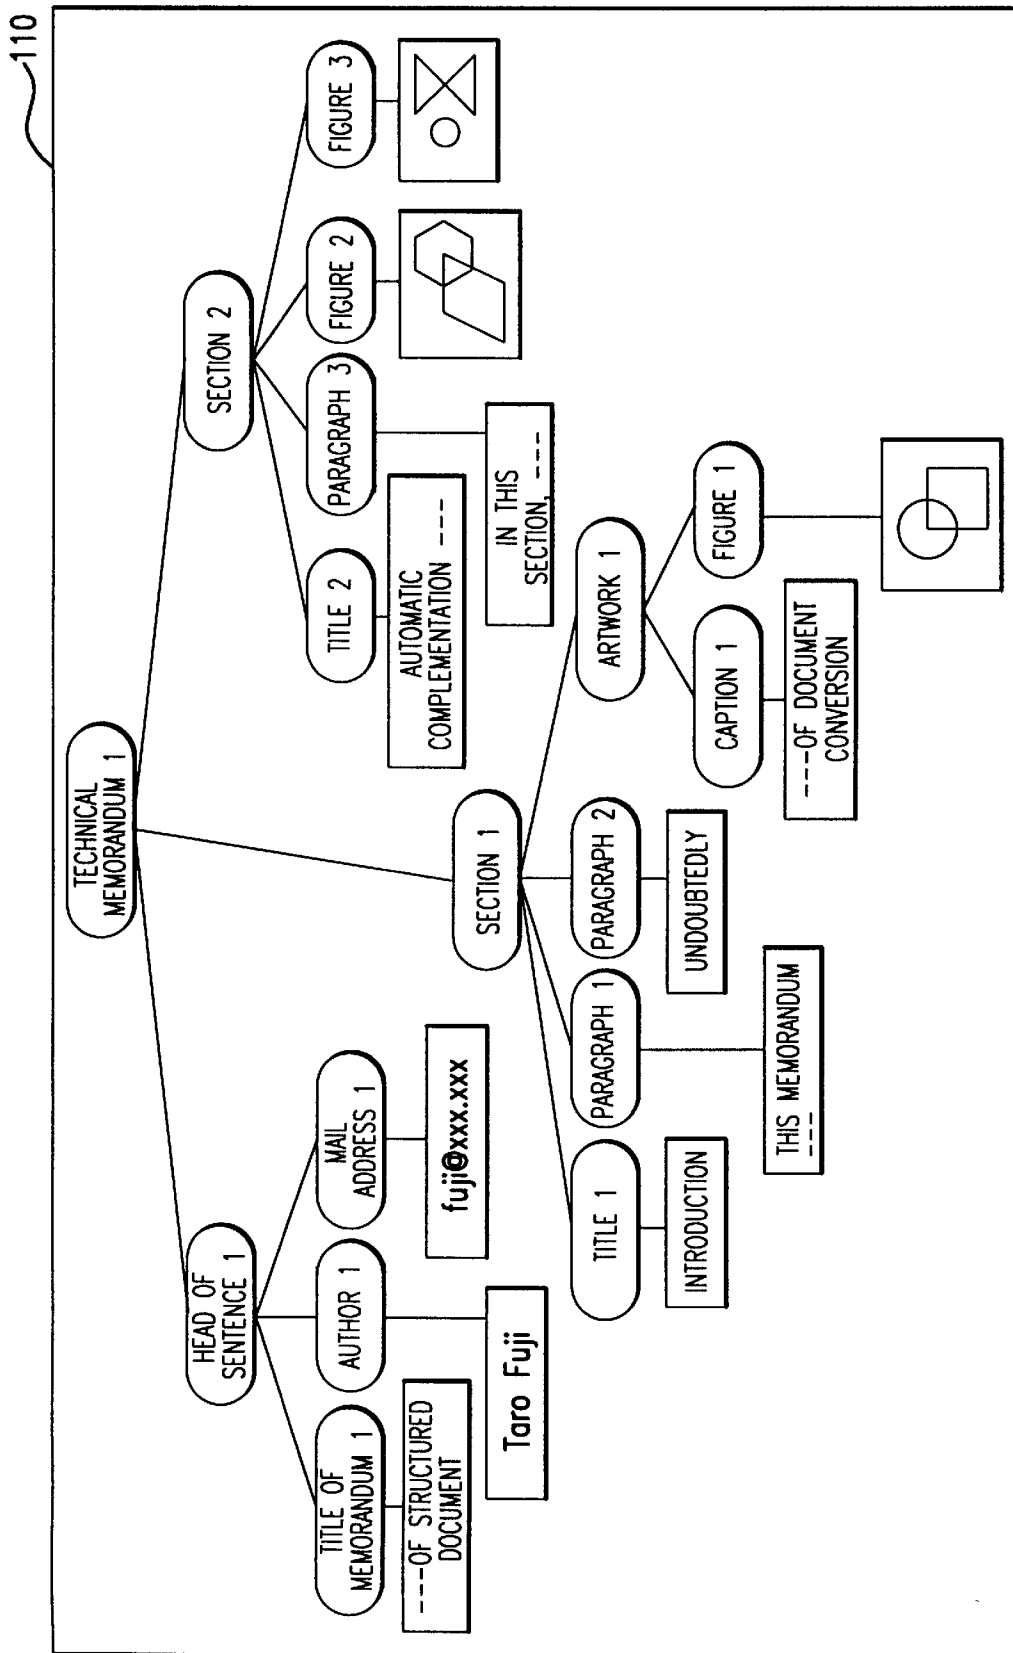 110
TECHNICAL
MEMORANDUM 1
HEAD OF
SENTENCE 1
SECTION 2
TITLE OF
MEMORANDUM 1
AUTHOR 1
MAIL
ADDRESS 1
TITLE 2
PARAGRAPH 3
FIGURE 2
FIGURE 3
---OF STRUCTURED
DOCUMENT
Taro Fuji
fuji@xxx.xxx
AUTOMATIC
COMPLEMENTATION ---
IN THIS
SECTION, ---
SECTION 1
TITLE 1
PARAGRAPH 1
PARAGRAPH 2
ARTWORK 1
INTRODUCTION
THIS MEMORANDUM
---
UNDOUBTEDLY
CAPTION 1
FIGURE 1
----OF DOCUMENT
CONVERSION